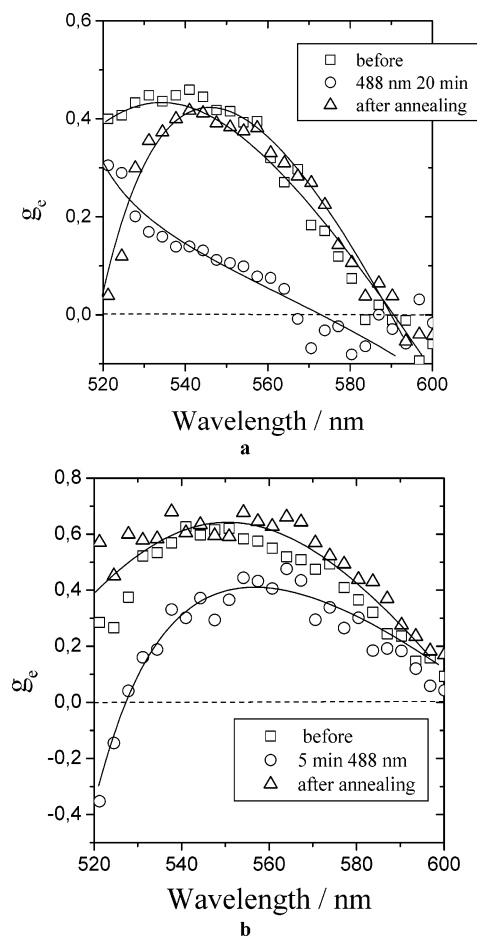 0,6
0,4
0,2
0,0
gₑ
before
488 nm 20 min
after annealing
520 540 560 580 600
Wavelength / nm
a
0,8
0,6
0,4
0,2
0,0
-0,2
-0,4
gₑ
before
5 min 488 nm
after annealing
520 540 560 580 600
Wavelength / nm
b